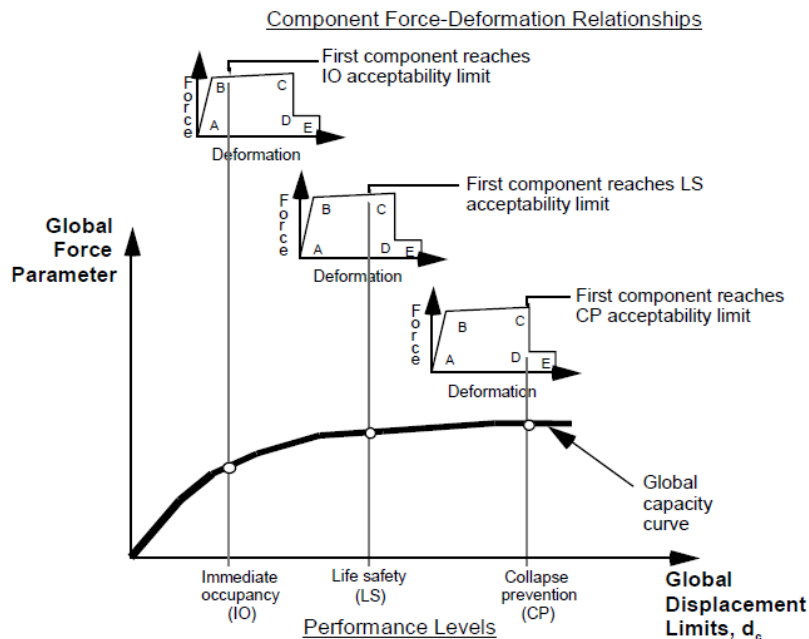 Component Force-Deformation Relationships
First component reaches
IO acceptability limit
Force
B
C
A
D
E
Deformation
First component reaches LS
acceptability limit
Force
B
C
A
D
E
Deformation
First component reaches
CP acceptability limit
Force
B
C
A
D
E
Deformation
Global
Force
Parameter
Global
capacity
curve
Immediate
occupancy
(IO)
Life safety
(LS)
Collapse
prevention
(CP)
Global
Displacement
Limits, d
Performance Levels